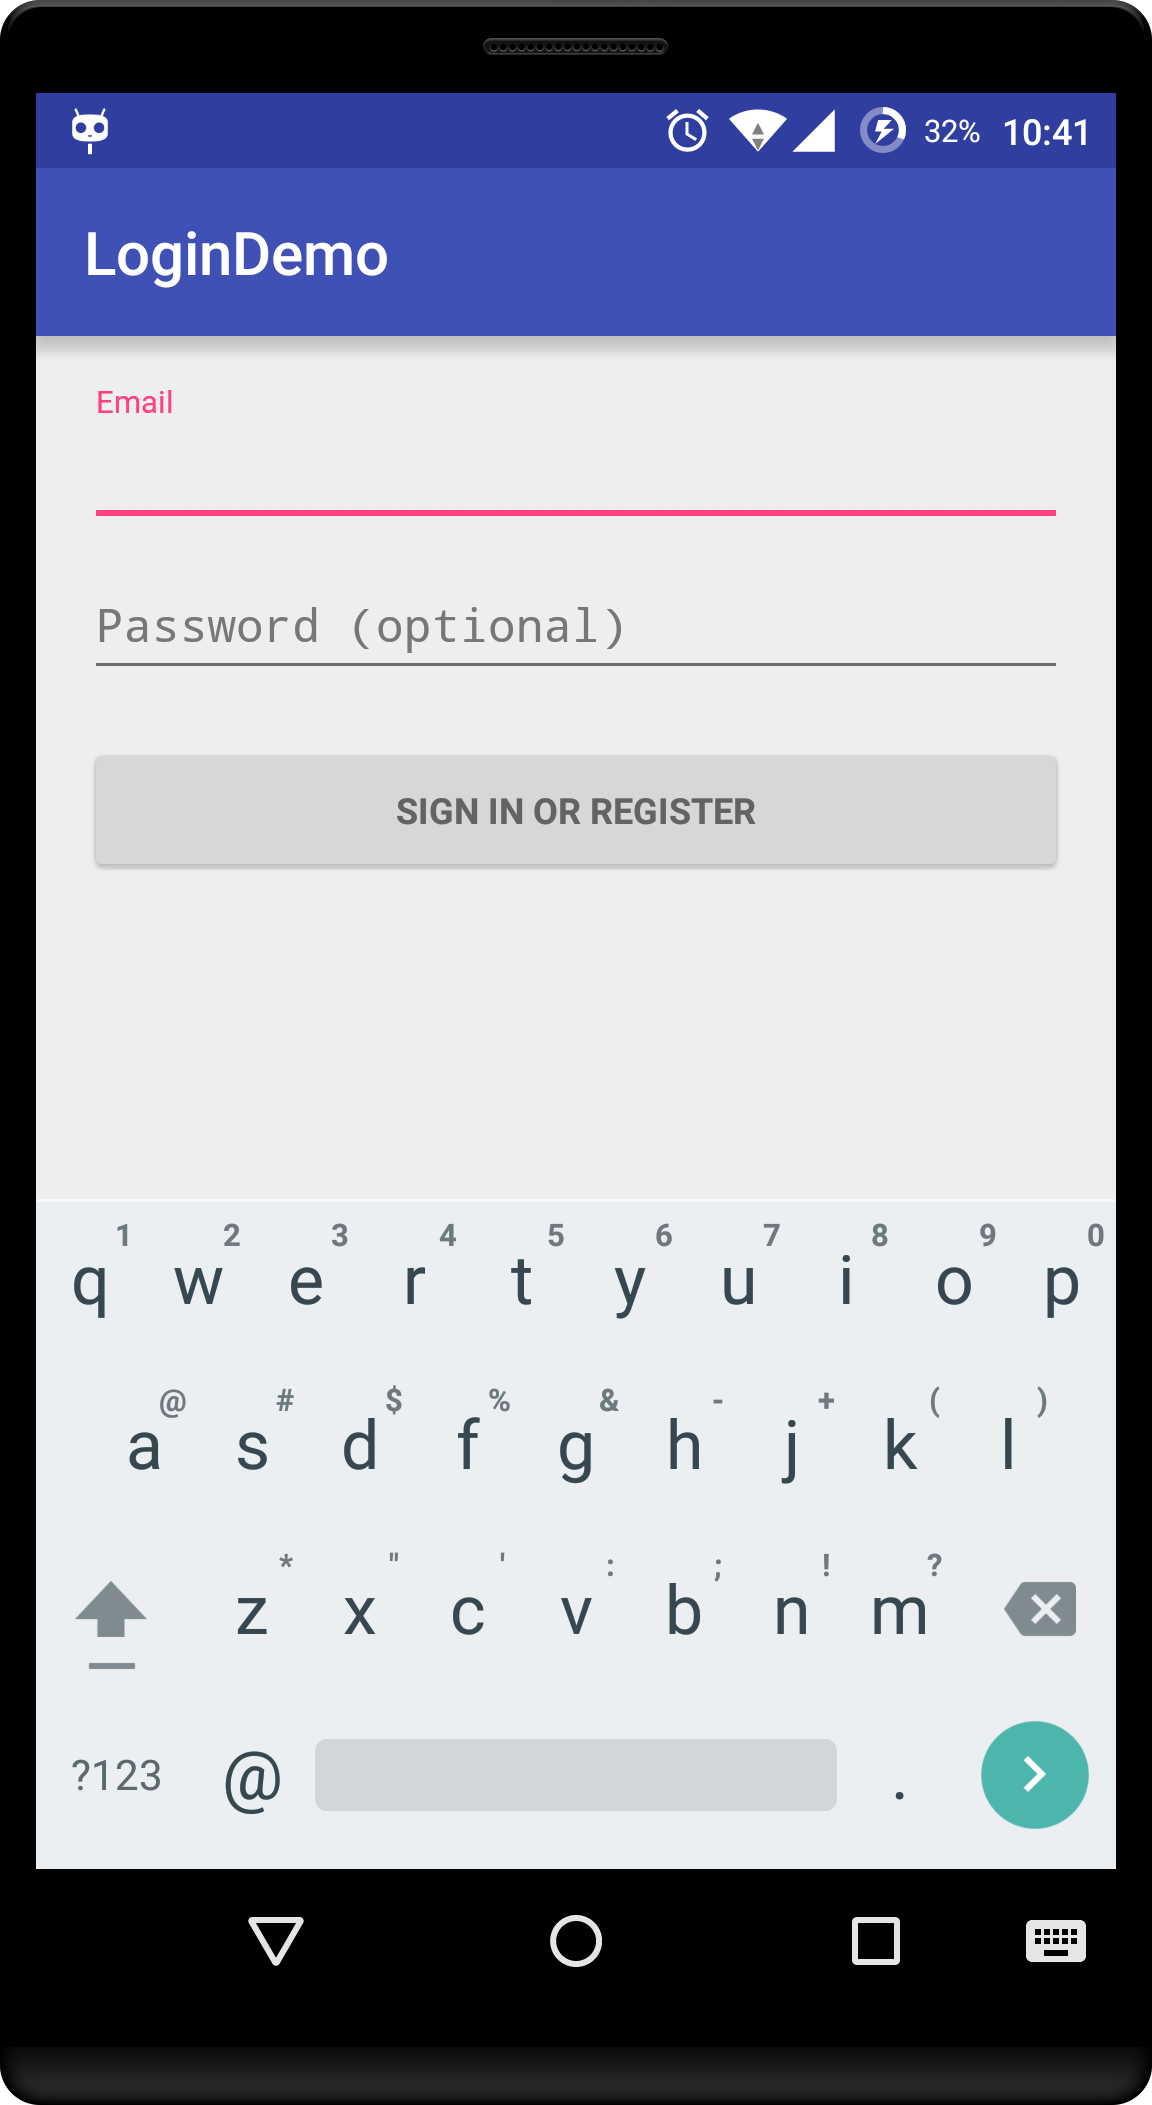 32% 10:41
LoginDemo
Email
Password (optional)
SIGN IN OR REGISTER
1 2 3 4 5 6 7 8 9 0
q w e r t y u i o p
@ # $ % & - + ( )
a s d f g h j k l
* " ' : ; ! ?
z x c v b n m
?123 @ .